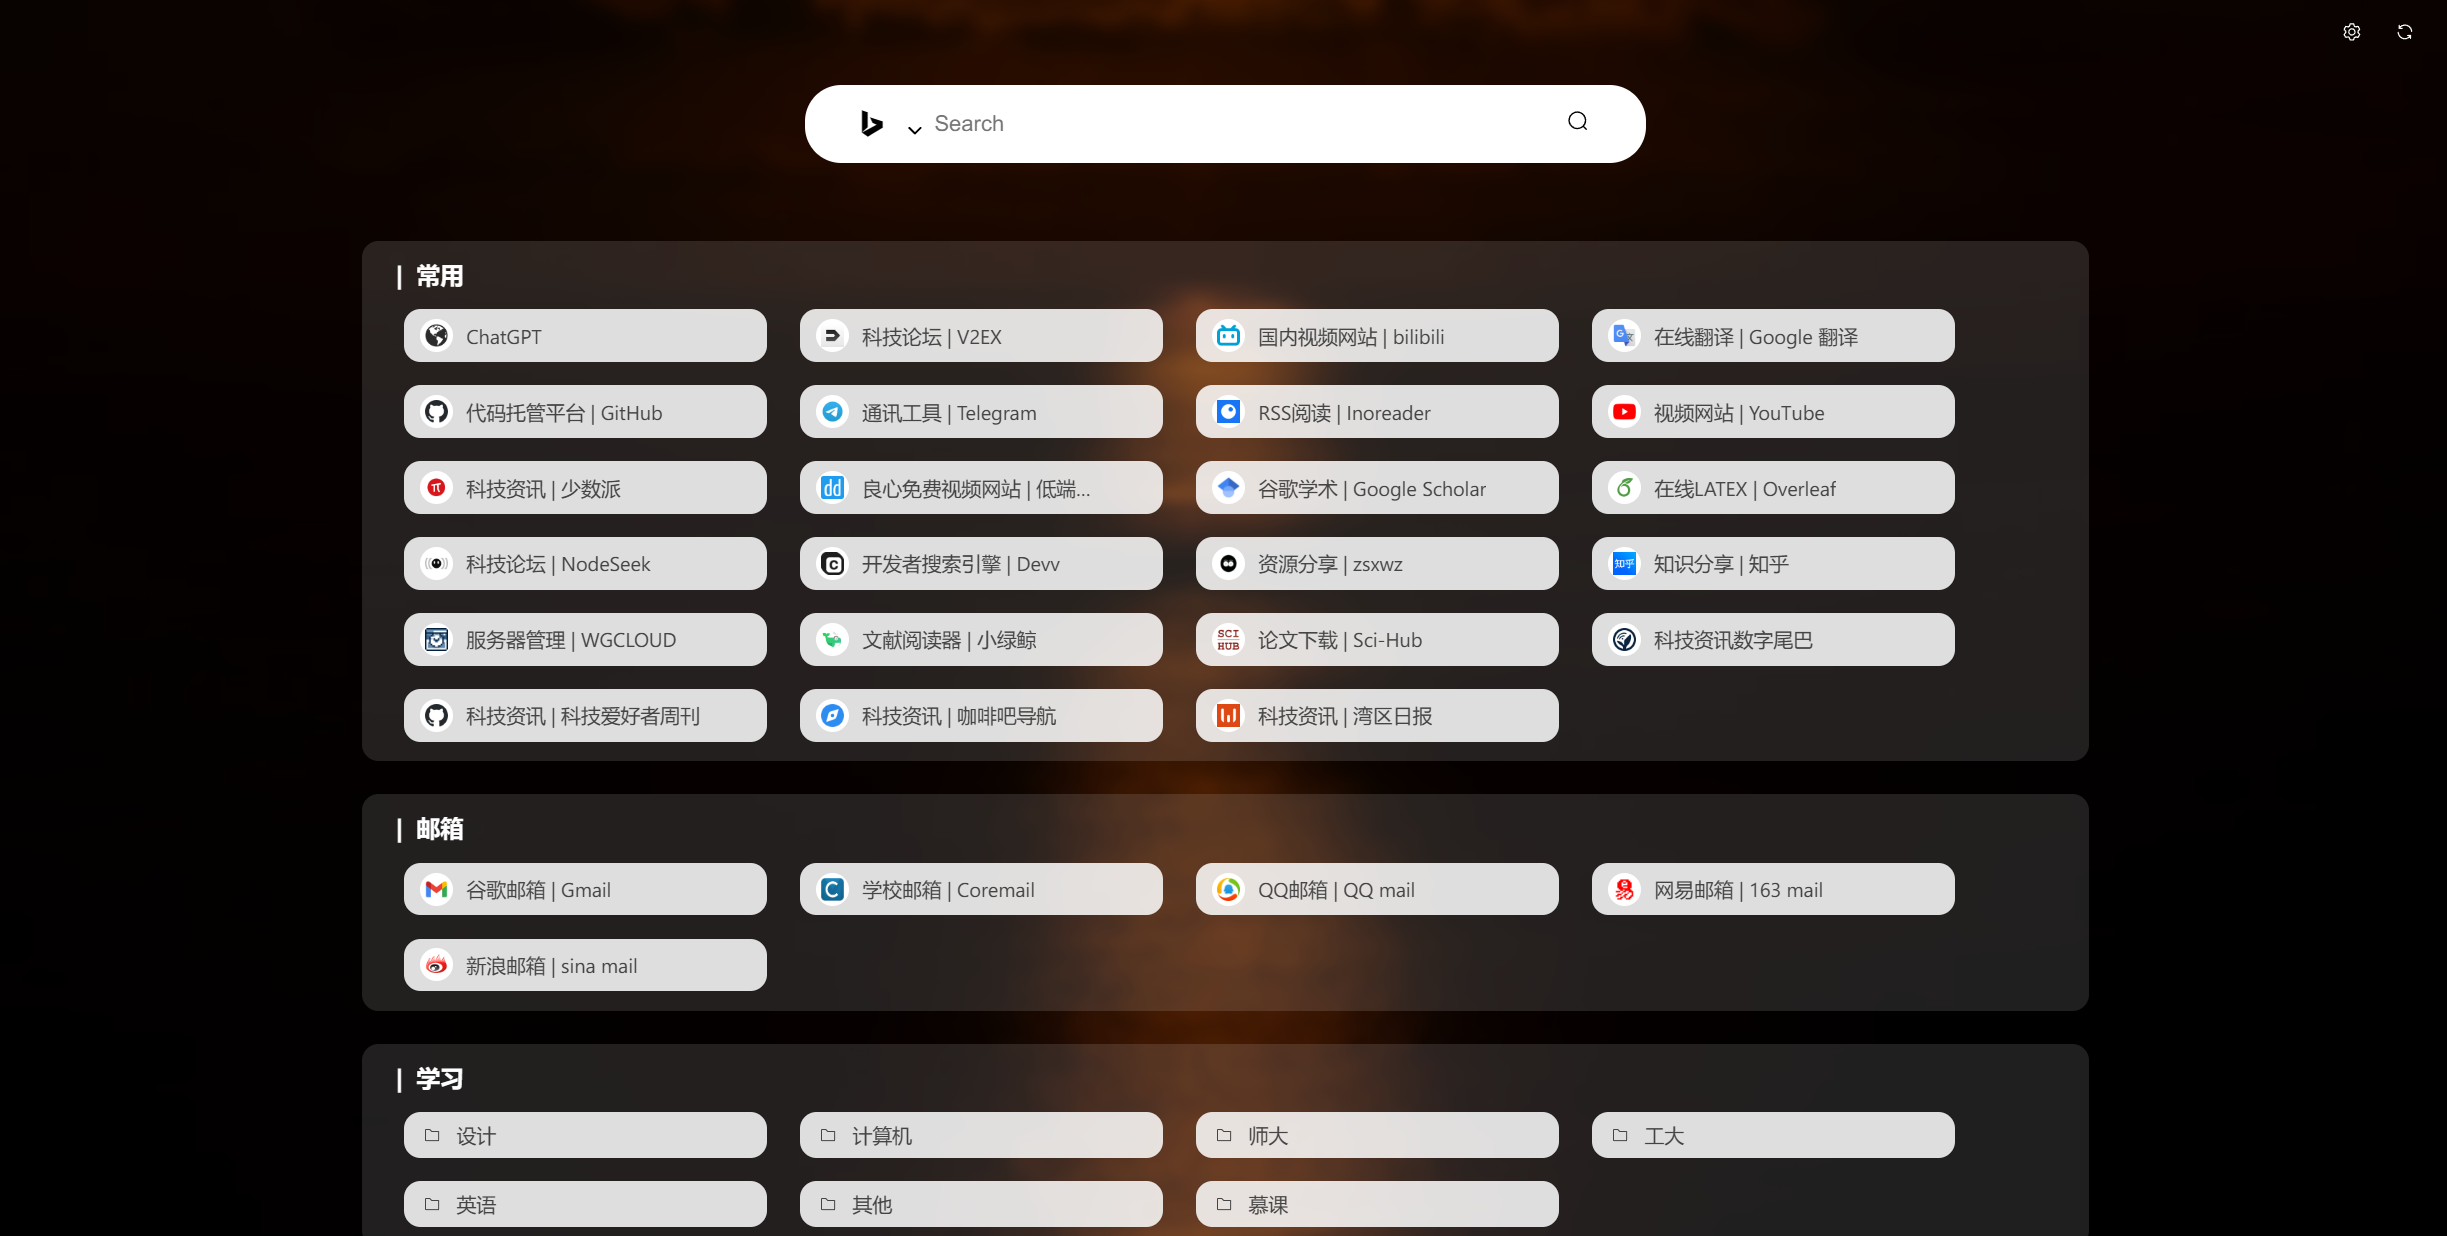 Search
常用
ChatGPT
科技论坛 | V2EX
国内视频网站 | bilibili
在线翻译 | Google 翻译
代码托管平台 | GitHub
通讯工具 | Telegram
RSS阅读 | Inoreader
视频网站 | YouTube
科技资讯 | 少数派
良心免费视频网站 | 低端...
谷歌学术 | Google Scholar
在线LATEX | Overleaf
科技论坛 | NodeSeek
开发者搜索引擎 | Devv
资源分享 | zsxwz
知乎
知识分享 | 知乎
服务器管理 | WGCLOUD
文献阅读器 | 小绿鲸
SCI
HUB
论文下载 | Sci-Hub
科技资讯数字尾巴
科技资讯 | 科技爱好者周刊
科技资讯 | 咖啡吧导航
科技资讯 | 湾区日报
邮箱
谷歌邮箱 | Gmail
学校邮箱 | Coremail
QQ邮箱 | QQ mail
网易邮箱 | 163 mail
新浪邮箱 | sina mail
学习
设计
计算机
师大
工大
英语
其他
慕课